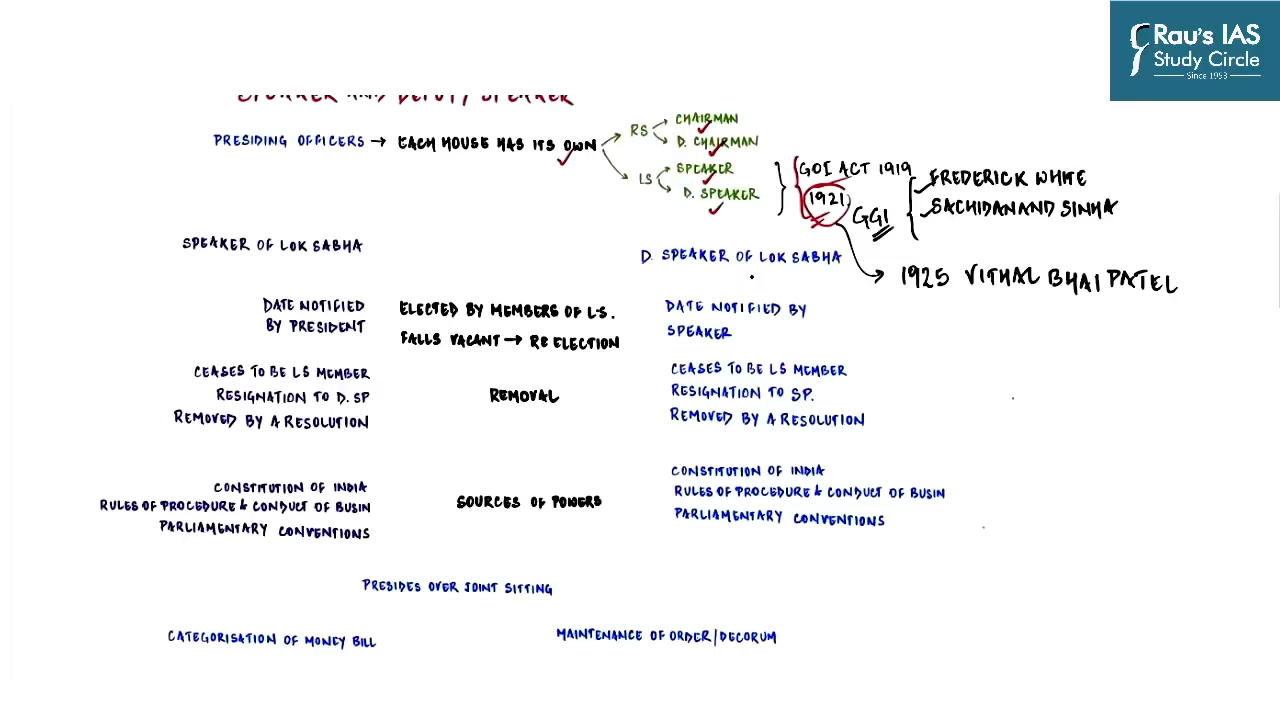 Rau's IAS
Study Circle
Since 1953
SPEAKER AND DEPUTY SPEAKER
PRESIDING OFFICERS → EACH HOUSE HAS ITS OWN
RS
CHAIRMAN
D. CHAIRMAN
LS
SPEAKER
D. SPEAKER
GOI ACT 1919
1921
GGI
FREDERICK WHITE
SACHIDANAND SINHA
1925 VITHAL BHAI PATEL
SPEAKER OF LOK SABHA
D. SPEAKER OF LOK SABHA
DATE NOTIFIED
BY PRESIDENT
ELECTED BY MEMBERS OF L.S.
FALLS VACANT → RE ELECTION
DATE NOTIFIED BY
SPEAKER
CEASES TO BE LS MEMBER
RESIGNATION TO D. SP
REMOVED BY A RESOLUTION
REMOVAL
CEASES TO BE LS MEMBER
RESIGNATION TO SP.
REMOVED BY A RESOLUTION
CONSTITUTION OF INDIA
RULES OF PROCEDURE & CONDUCT OF BUSIN
PARLIAMENTARY CONVENTIONS
SOURCES OF POWERS
CONSTITUTION OF INDIA
RULES OF PROCEDURE & CONDUCT OF BUSIN
PARLIAMENTARY CONVENTIONS
PRESIDES OVER JOINT SITTING
CATEGORISATION OF MONEY BILL
MAINTENANCE OF ORDER/DECORUM